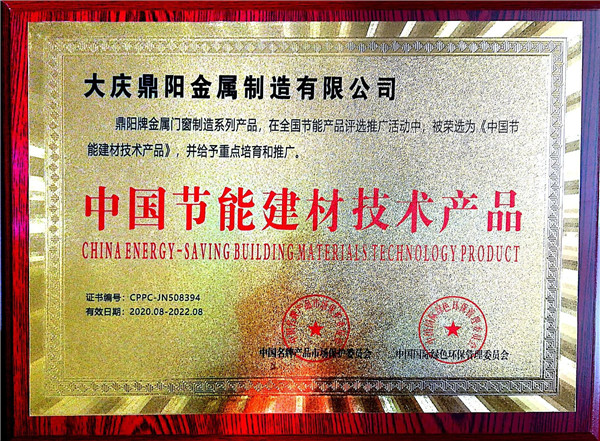 大庆鼎阳金属制造有限公司
鼎阳牌金属门窗制造系列产品，在全国节能产品评选推广活动中，被荣选为《中国节
能建材技术产品》，并给予重点培育和推广。
中国节能建材技术产品
CHINA ENERGY-SAVING BUILDING MATERIALS TECHNOLOGY PRODUCT
证书编号：CPPC-JN508394
有效日期：2020.08-2022.08
中国名牌产品市场保护委员会
中国国际绿色环保管理委员会